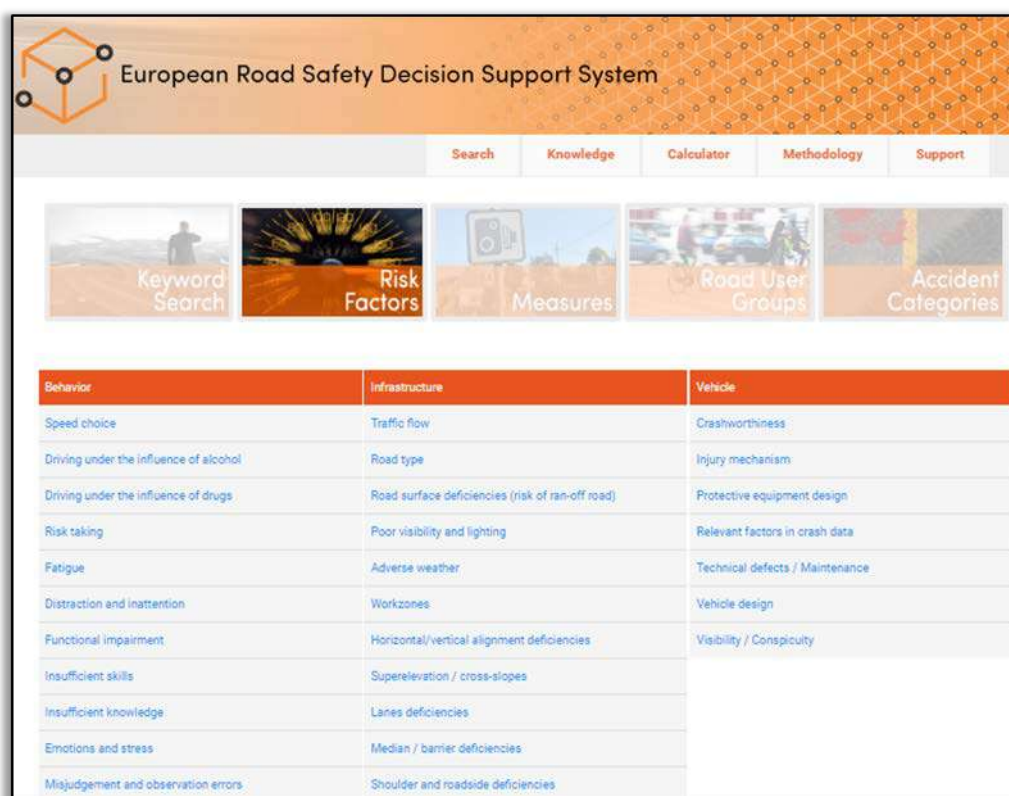 European Road Safety Decision Support System
Search Knowledge Calculator Methodology Support
Keyword Search
Risk Factors
Measures
Road User Groups
Accident Categories
Behavior Infrastructure Vehicle
Speed choice Traffic flow Crashworthiness
Driving under the influence of alcohol Road type Injury mechanism
Driving under the influence of drugs Road surface deficiencies (risk of ran-off road) Protective equipment design
Risk taking Poor visibility and lighting Relevant factors in crash data
Fatigue Adverse weather Technical defects / Maintenance
Distraction and inattention Workzones Vehicle design
Functional impairment Horizontal/vertical alignment deficiencies Visibility / Conspicuity
Insufficient skills Superelevation / cross-slopes
Insufficient knowledge Lanes deficiencies
Emotions and stress Median / barrier deficiencies
Misjudgement and observation errors Shoulder and roadside deficiencies